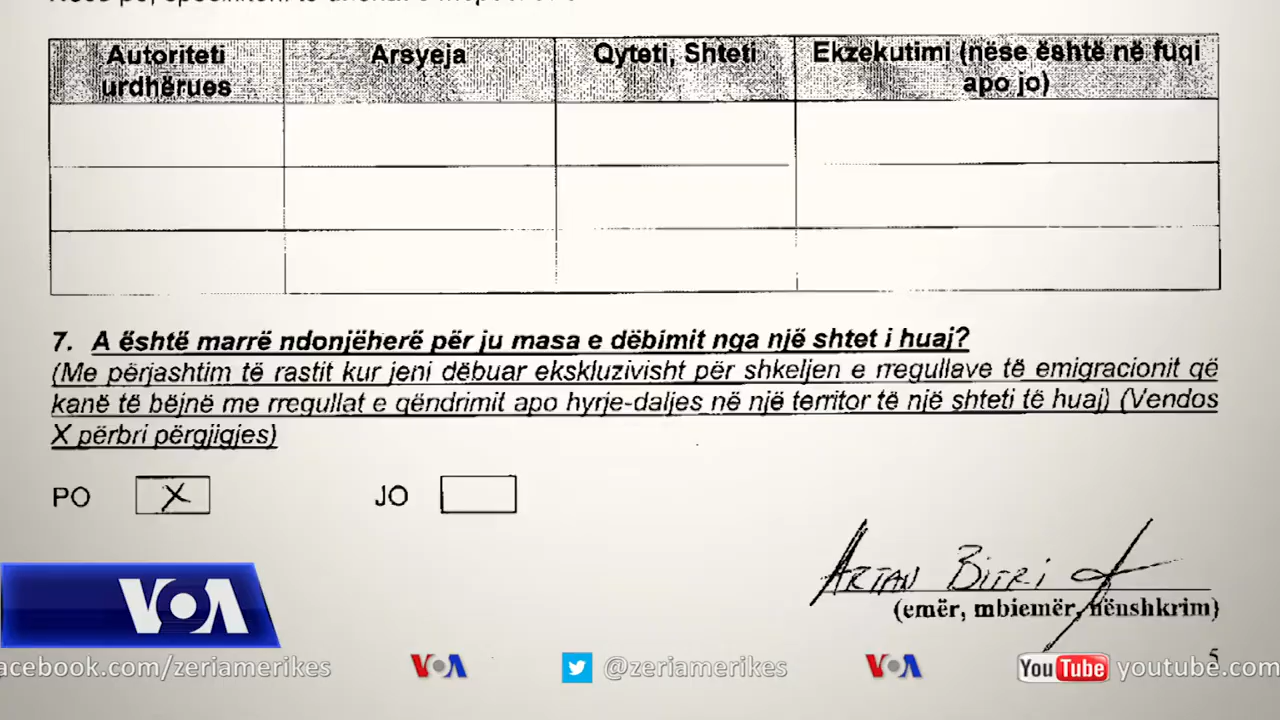 Autoriteti urdhërues
Arsyeja
Qyteti, Shteti
Ekzekutimi (nëse është në fuqi apo jo)
7. A është marrë ndonjëherë për ju masa e dëbimit nga një shtet i huaj?
(Me përjashtim të rastit kur jeni dëbuar ekskluzivisht për shkeljen e rregullave të emigracionit që
kanë të bëjnë me rregullat e qëndrimit apo hyrje-daljes në një territor të një shteti të huaj) (Vendos
X përbri përgjigjes)
PO X JO
ARTAN BITRI
(emër, mbiemër, nënshkrim)
5
VOA
acebook.com/zeriamerikes VOA @zeriamerikes VOA YouTube youtube.com